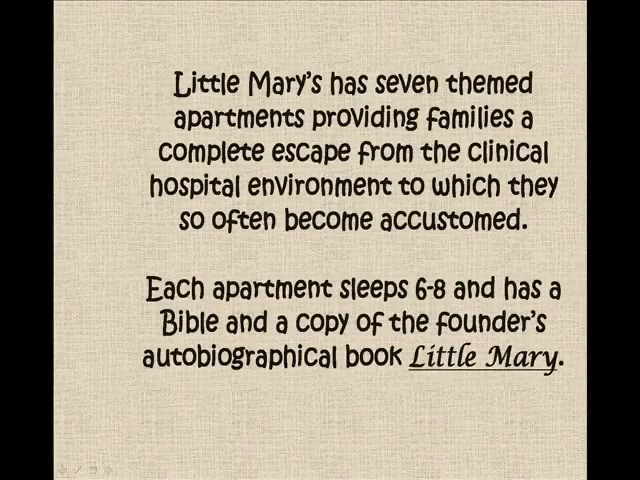 Little Mary's has seven themed
apartments providing families a
complete escape from the clinical
hospital environment to which they
so often become accustomed.
Each apartment sleeps 6-8 and has a
Bible and a copy of the founder's
autobiographical book Little Mary.